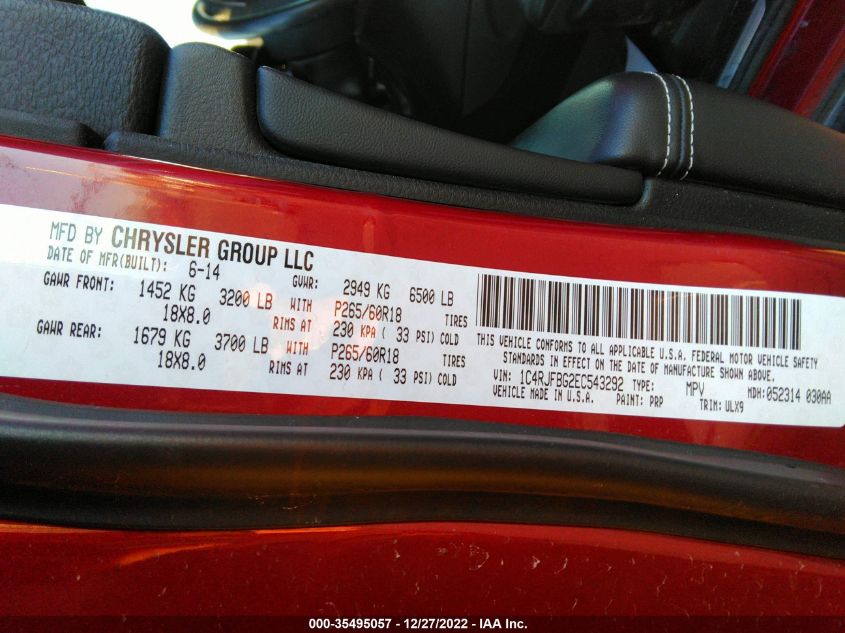 MFD BY CHRYSLER GROUP LLC
DATE OF MFR(BUILT): 6-14 GVWR: 2949 KG 6500 LB
GAWR FRONT: 1452 KG 3200 LB WITH P265/60R18 TIRES
18X8.0 RIMS AT 230 KPA ( 33 PSI) COLD
GAWR REAR: 1679 KG 3700 LB WITH P265/60R18 TIRES
18X8.0 RIMS AT 230 KPA ( 33 PSI) COLD
THIS VEHICLE CONFORMS TO ALL APPLICABLE U.S.A. FEDERAL MOTOR VEHICLE SAFETY
STANDARDS IN EFFECT ON THE DATE OF MANUFACTURE SHOWN ABOVE.
VIN: 1C4RJFBG2EC543292 TYPE: MPV MDH:052314 030AA
VEHICLE MADE IN U.S.A. PAINT: PRP TRIM: ULX9
000-35495057 - 12/27/2022 - IAA Inc.